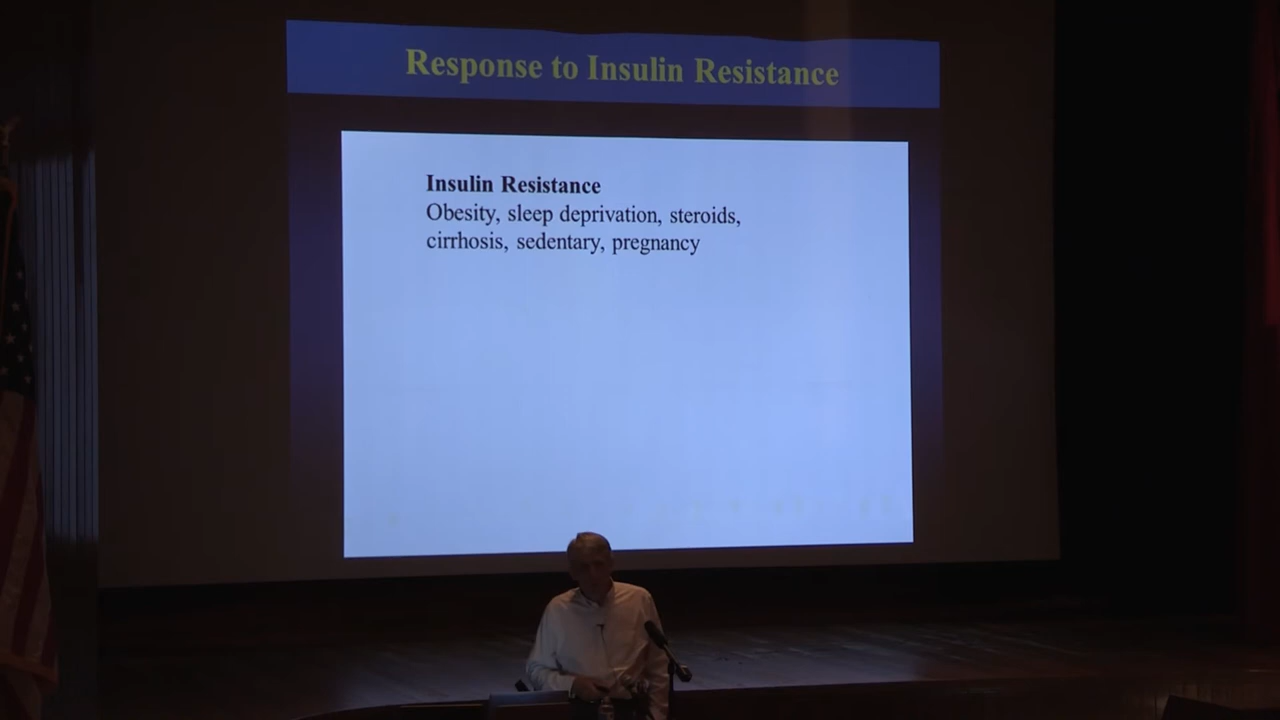 Response to Insulin Resistance
Insulin Resistance
Obesity, sleep deprivation, steroids,
cirrhosis, sedentary, pregnancy